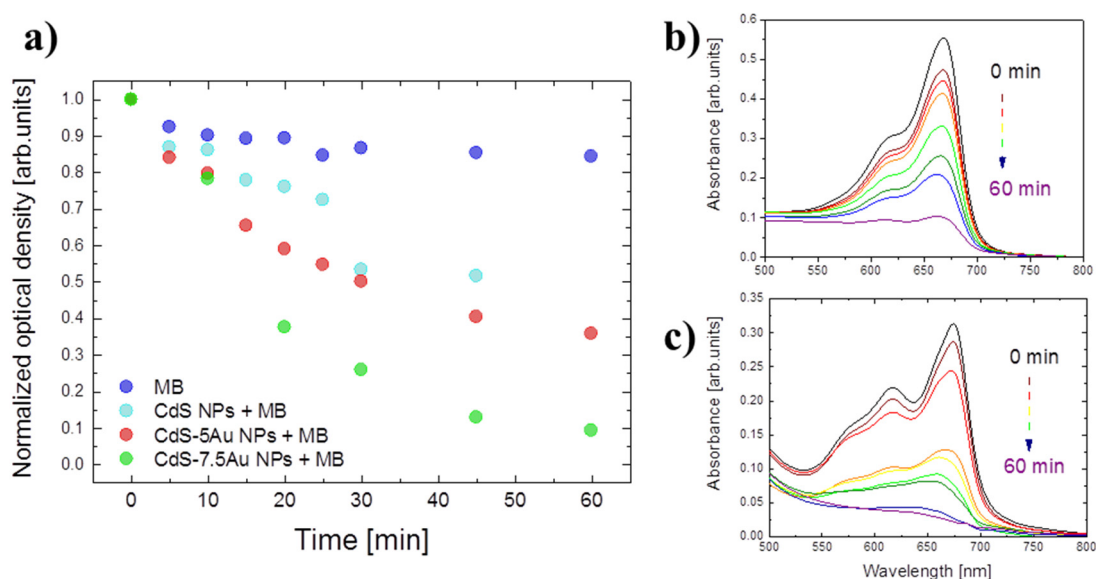 a)
Normalized optical density [arb.units]
1.0
0.9
0.8
0.7
0.6
0.5
0.4
0.3
0.2
0.1
0.0
MB
CdS NPs + MB
CdS-5Au NPs + MB
CdS-7.5Au NPs + MB
0 10 20 30 40 50 60
Time [min]
b)
Absorbance [arb.units]
0.6
0.5
0.4
0.3
0.2
0.1
0.0
0 min
60 min
500 550 600 650 700 750 800
c)
Absorbance [arb.units]
0.35
0.30
0.25
0.20
0.15
0.10
0.05
0.00
0 min
60 min
500 550 600 650 700 750 800
Wavelength [nm]